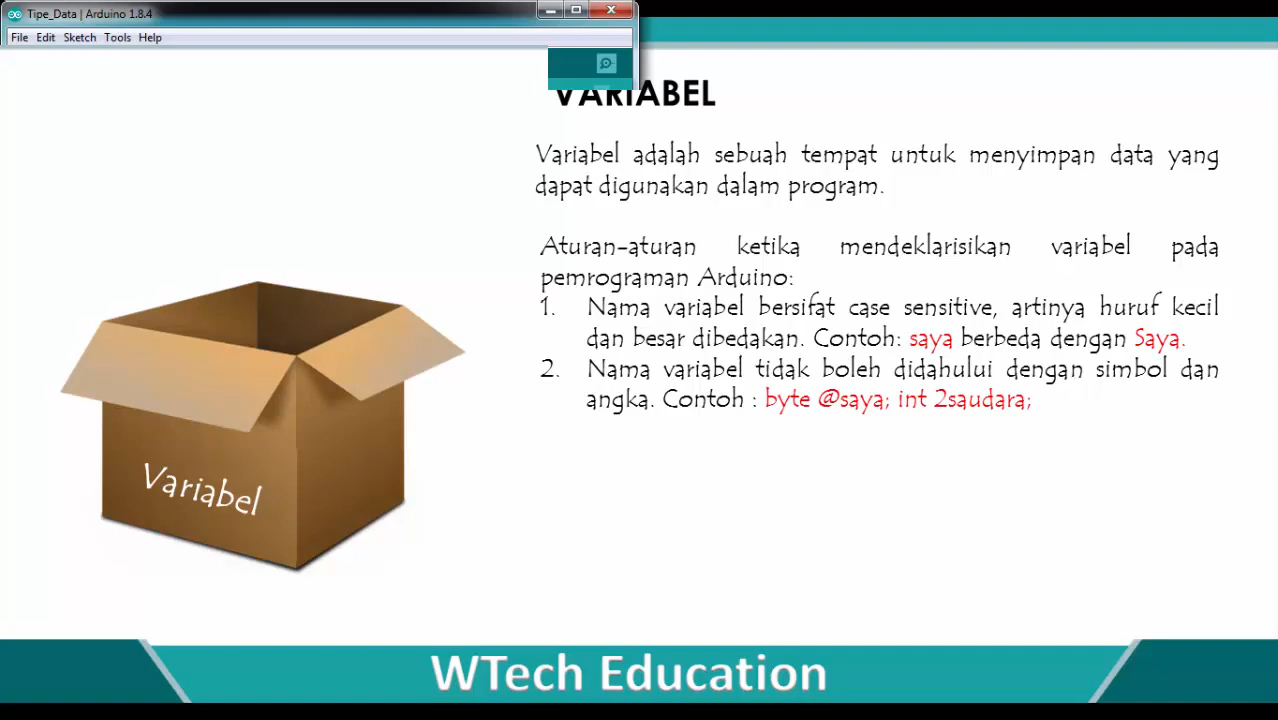 Tipe_Data | Arduino 1.8.4
File Edit Sketch Tools Help
VARIABEL
Variabel adalah sebuah tempat untuk menyimpan data yang
dapat digunakan dalam program.
Aturan-aturan ketika mendeklarisikan variabel pada
pemrograman Arduino:
1. Nama variabel bersifat case sensitive, artinya huruf kecil
dan besar dibedakan. Contoh: saya berbeda dengan Saya.
2. Nama variabel tidak boleh didahului dengan simbol dan
angka. Contoh : byte @saya; int 2saudara;
Variabel
WTech Education